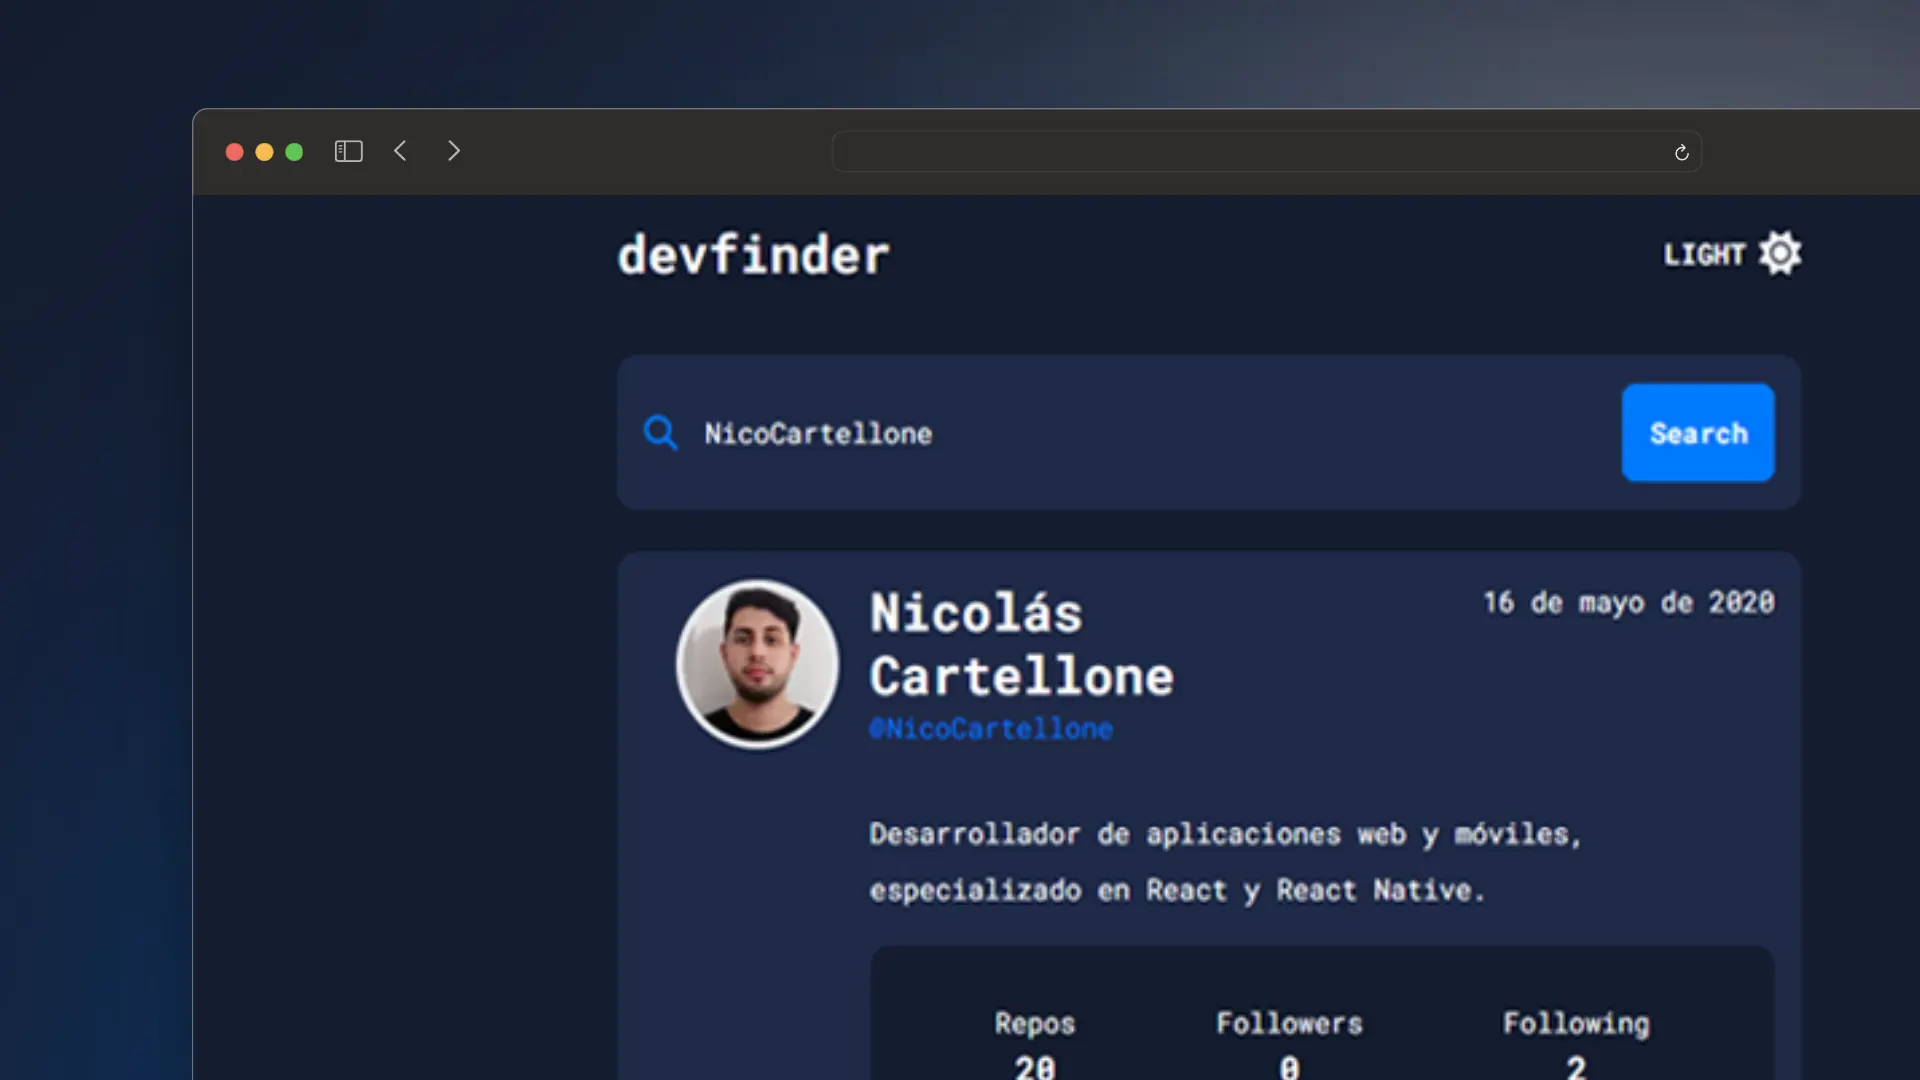 devfinder
LIGHT
NicoCartellone
Search
Nicolás
Cartellone
16 de mayo de 2020
@NicoCartellone
Desarrollador de aplicaciones web y móviles,
especializado en React y React Native.
Repos
Followers
Following
20
0
2